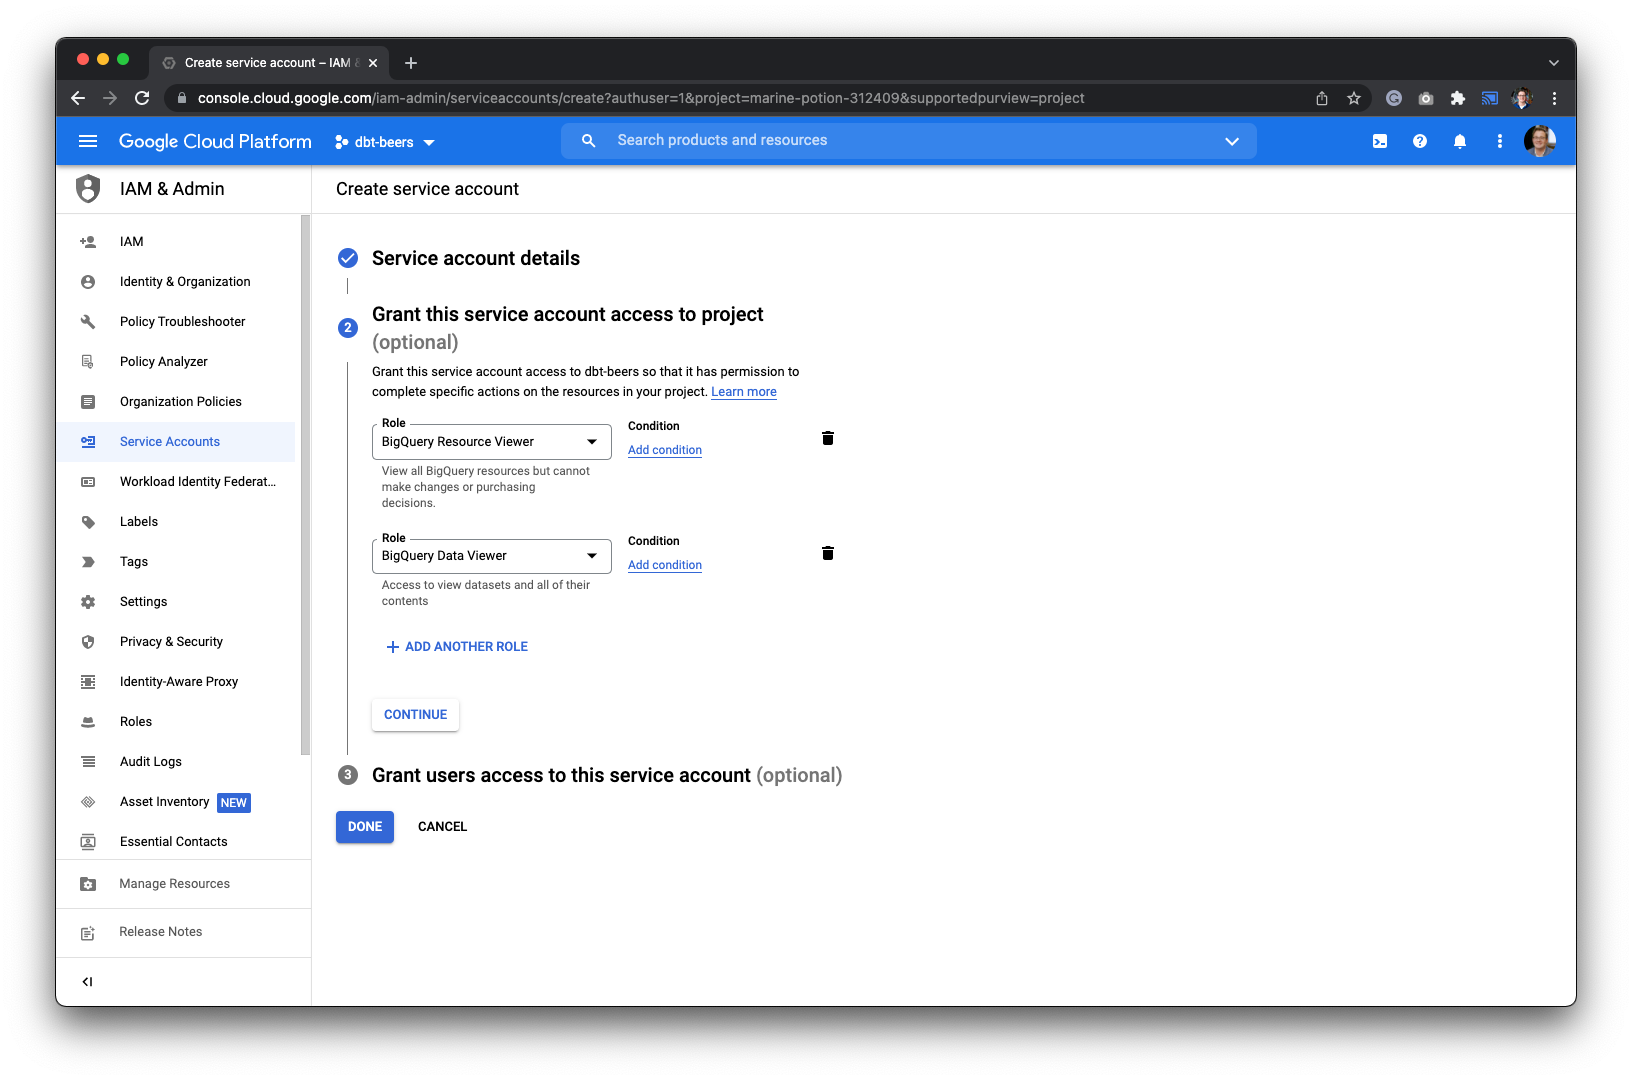 Create service account – IAM &
console.cloud.google.com/iam-admin/serviceaccounts/create?authuser=1&project=marine-potion-312409&supportedpurview=project
Google Cloud Platform
dbt-beers
Search products and resources
IAM & Admin
Create service account
IAM
Identity & Organization
Policy Troubleshooter
Policy Analyzer
Organization Policies
Service Accounts
Workload Identity Federat...
Labels
Tags
Settings
Privacy & Security
Identity-Aware Proxy
Roles
Audit Logs
Asset Inventory NEW
Essential Contacts
Manage Resources
Release Notes
Service account details
2
Grant this service account access to project
(optional)
Grant this service account access to dbt-beers so that it has permission to
complete specific actions on the resources in your project. Learn more
Role
BigQuery Resource Viewer
Condition
Add condition
View all BigQuery resources but cannot
make changes or purchasing
decisions.
Role
BigQuery Data Viewer
Condition
Add condition
Access to view datasets and all of their
contents
ADD ANOTHER ROLE
CONTINUE
3
Grant users access to this service account (optional)
DONE
CANCEL